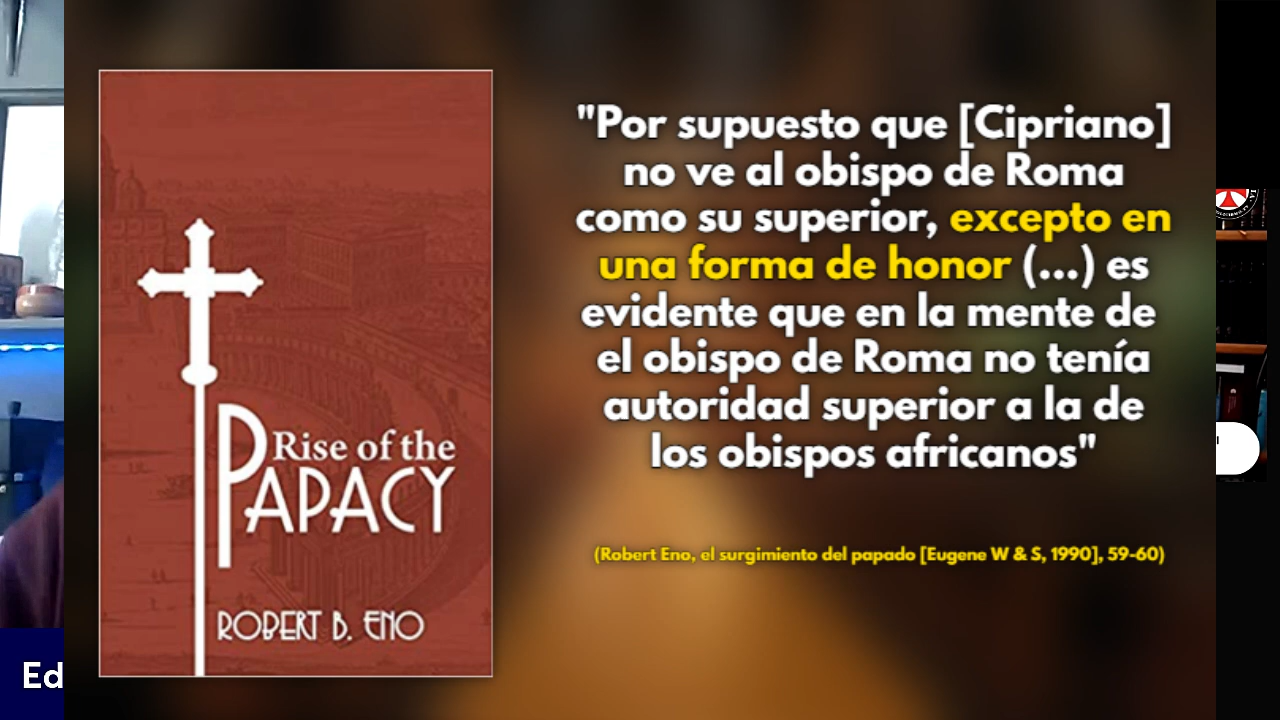 Rise of the
PAPACY
ROBERT B. ENO
"Por supuesto que [Cipriano]
no ve al obispo de Roma
como su superior, excepto en
una forma de honor (...) es
evidente que en la mente de
el obispo de Roma no tenía
autoridad superior a la de
los obispos africanos"
(Robert Eno, el surgimiento del papado [Eugene W & S, 1990], 59-60)
Ed